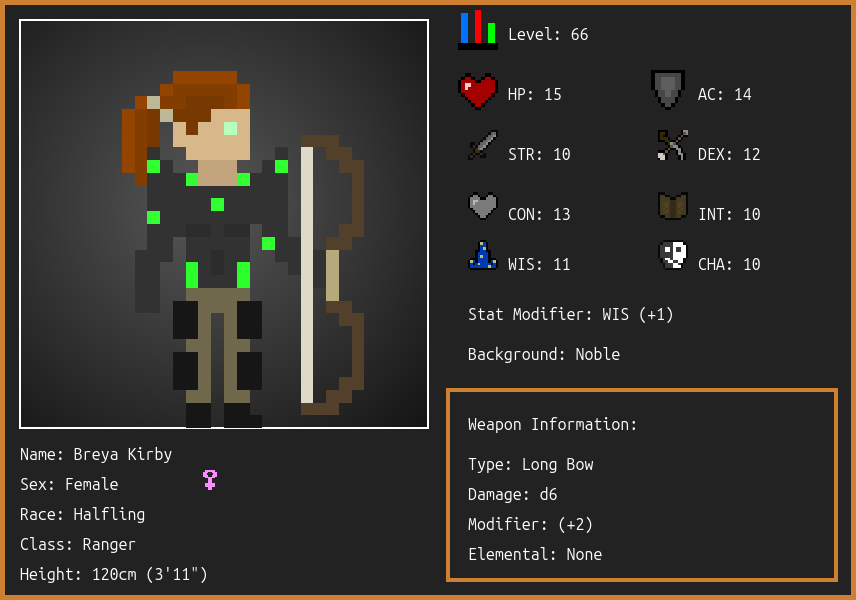 Level: 66
HP: 15
AC: 14
STR: 10
DEX: 12
CON: 13
INT: 10
WIS: 11
CHA: 10
Stat Modifier: WIS (+1)
Background: Noble
Weapon Information:
Type: Long Bow
Damage: d6
Modifier: (+2)
Elemental: None
Name: Breya Kirby
Sex: Female
Race: Halfling
Class: Ranger
Height: 120cm (3'11")